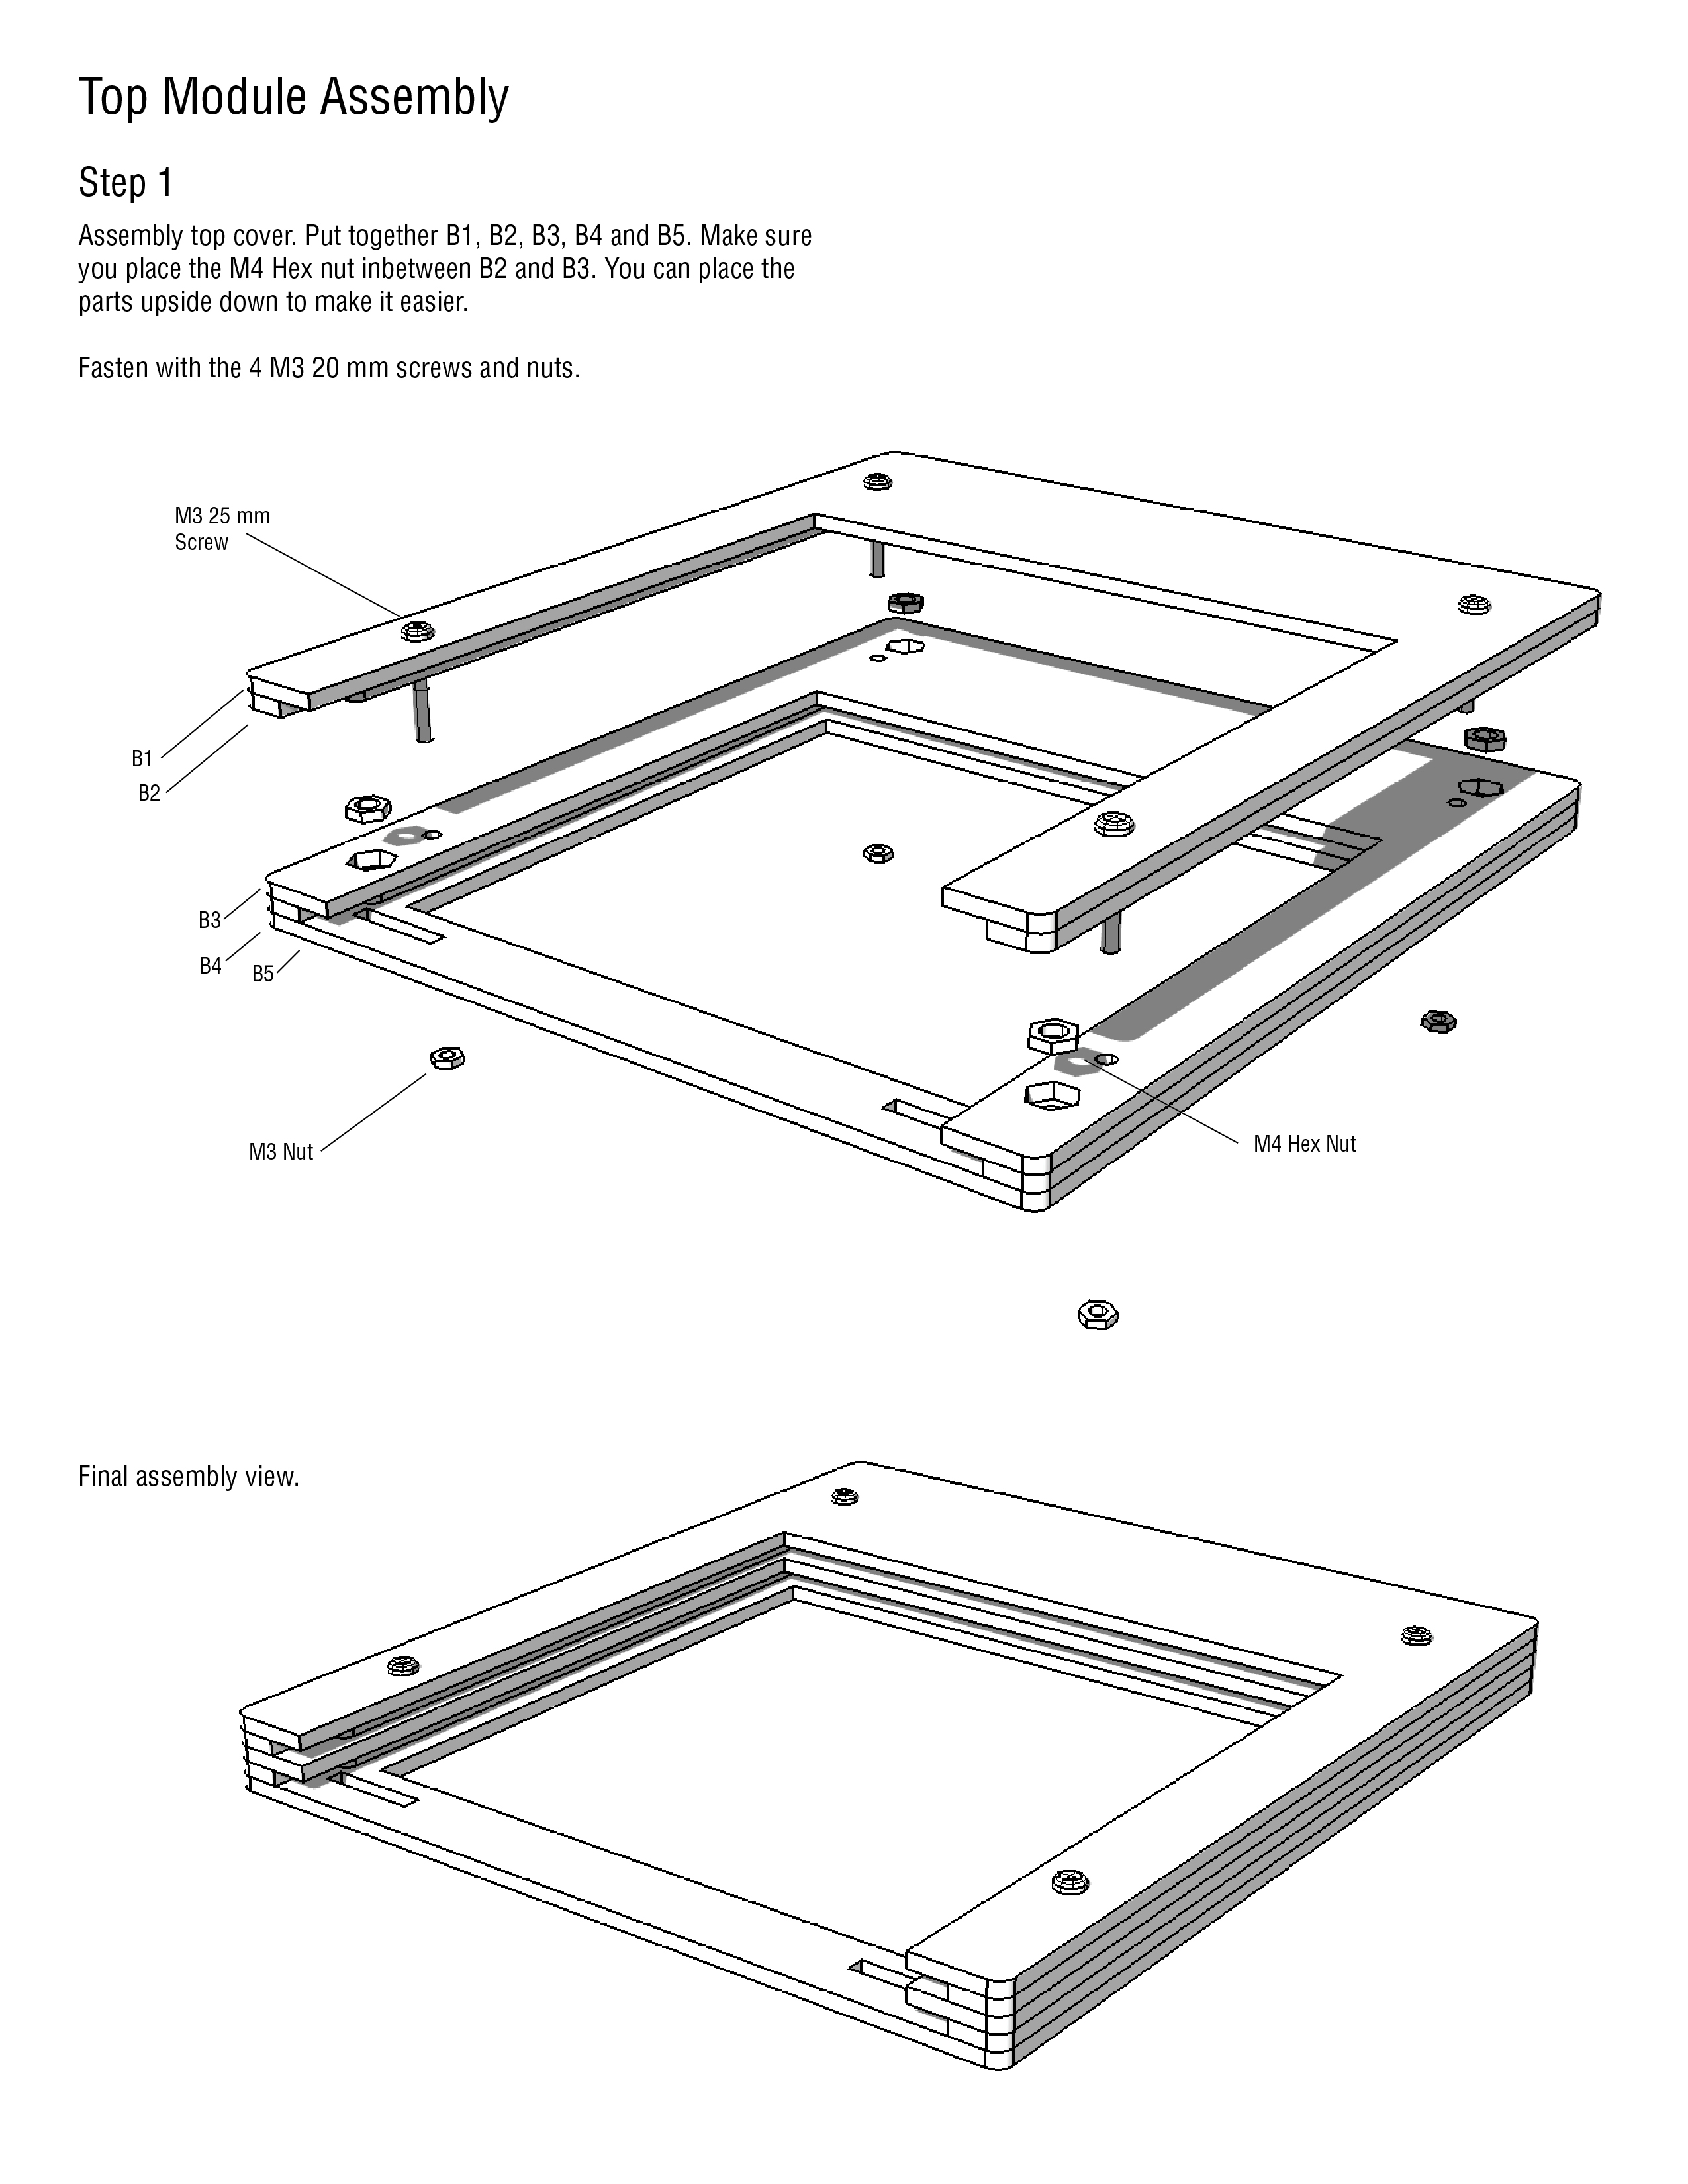 Top Module Assembly
Step 1
Assembly top cover. Put together B1, B2, B3, B4 and B5. Make sure
you place the M4 Hex nut inbetween B2 and B3. You can place the
parts upside down to make it easier.
Fasten with the 4 M3 20 mm screws and nuts.
M3 25 mm
Screw
B1
B2
B3
B4
B5
M3 Nut
M4 Hex Nut
Final assembly view.